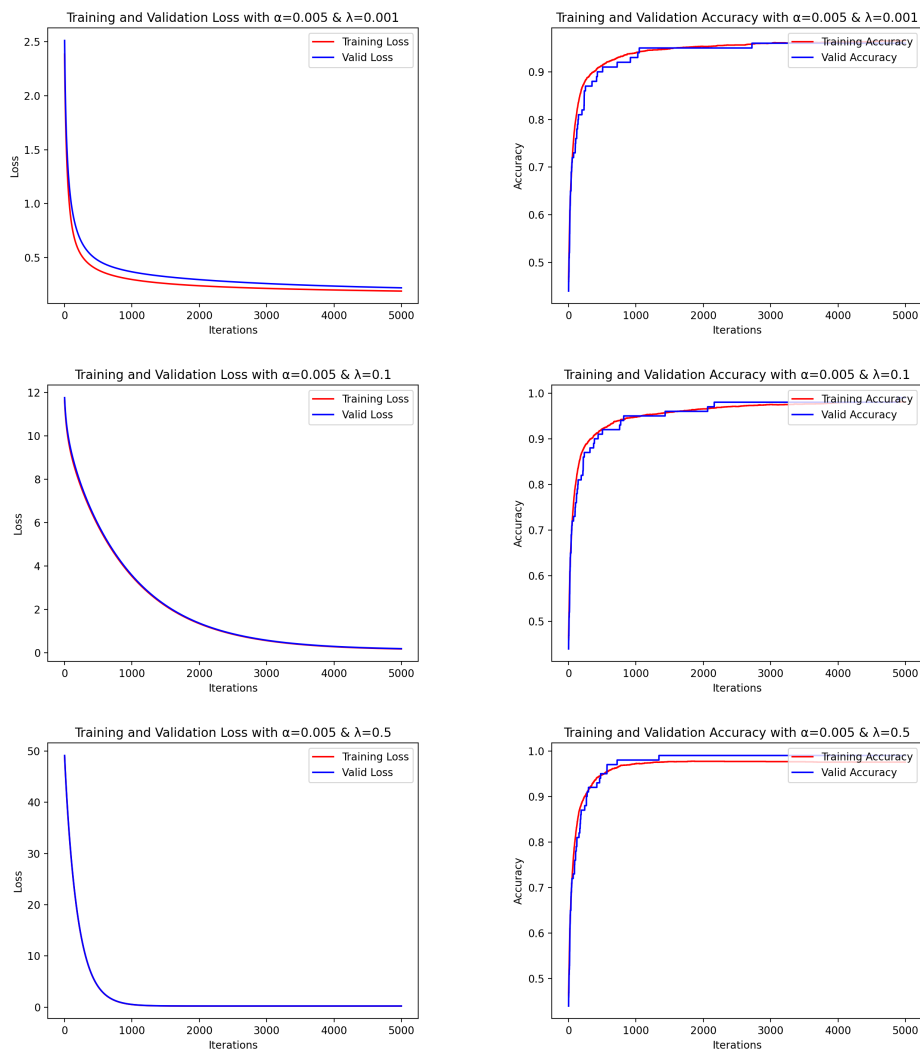 Training and Validation Loss with α=0.005 & λ=0.001
2.5
2.0
1.5
1.0
0.5
Loss
0 1000 2000 3000 4000 5000
Iterations
Training Loss
Valid Loss
Training and Validation Accuracy with α=0.005 & λ=0.001
0.9
0.8
0.7
0.6
0.5
Accuracy
0 1000 2000 3000 4000 5000
Iterations
Training Accuracy
Valid Accuracy
Training and Validation Loss with α=0.005 & λ=0.1
12
10
8
6
4
2
0
Loss
0 1000 2000 3000 4000 5000
Iterations
Training Loss
Valid Loss
Training and Validation Accuracy with α=0.005 & λ=0.1
1.0
0.9
0.8
0.7
0.6
0.5
Accuracy
0 1000 2000 3000 4000 5000
Iterations
Training Accuracy
Valid Accuracy
Training and Validation Loss with α=0.005 & λ=0.5
50
40
30
20
10
0
Loss
0 1000 2000 3000 4000 5000
Iterations
Training Loss
Valid Loss
Training and Validation Accuracy with α=0.005 & λ=0.5
1.0
0.9
0.8
0.7
0.6
0.5
Accuracy
0 1000 2000 3000 4000 5000
Iterations
Training Accuracy
Valid Accuracy